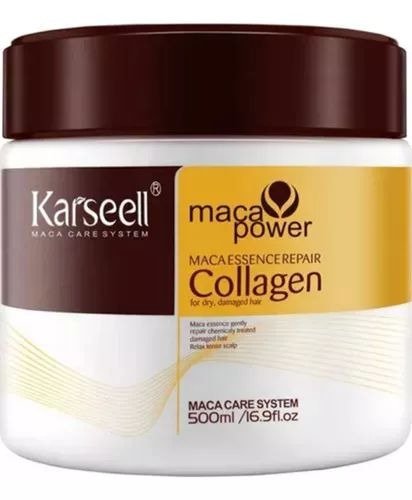 Karseell®
MACA CARE SYSTEM
maca
power
MACA ESSENCE REPAIR
Collagen
for dry, damaged hair
Maca essence gently
repair chemicaly treated
damaged hair
Relax tense scalp
MACA CARE SYSTEM
500ml /16.9fl.oz